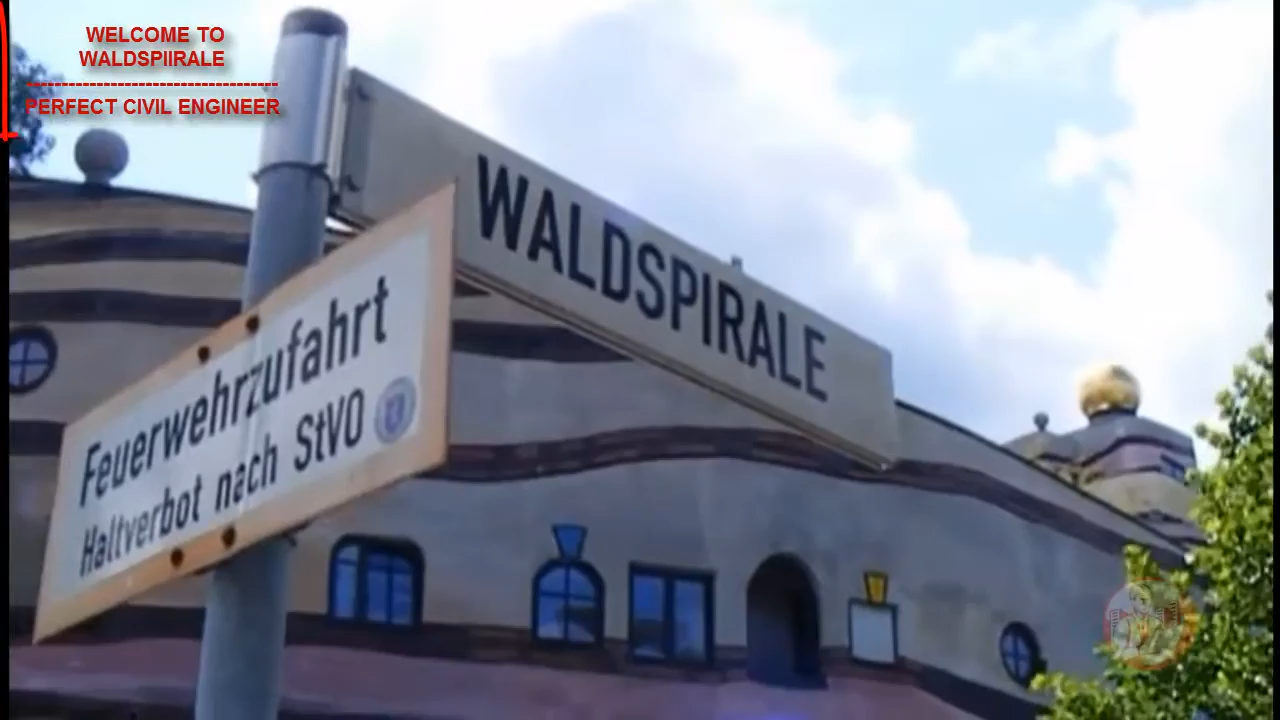 WELCOME TO
WALDSPIIRALE
------------------------------------
PERFECT CIVIL ENGINEER
WALDSPIRALE
Feuerwehrzufahrt
Haltverbot nach StVO